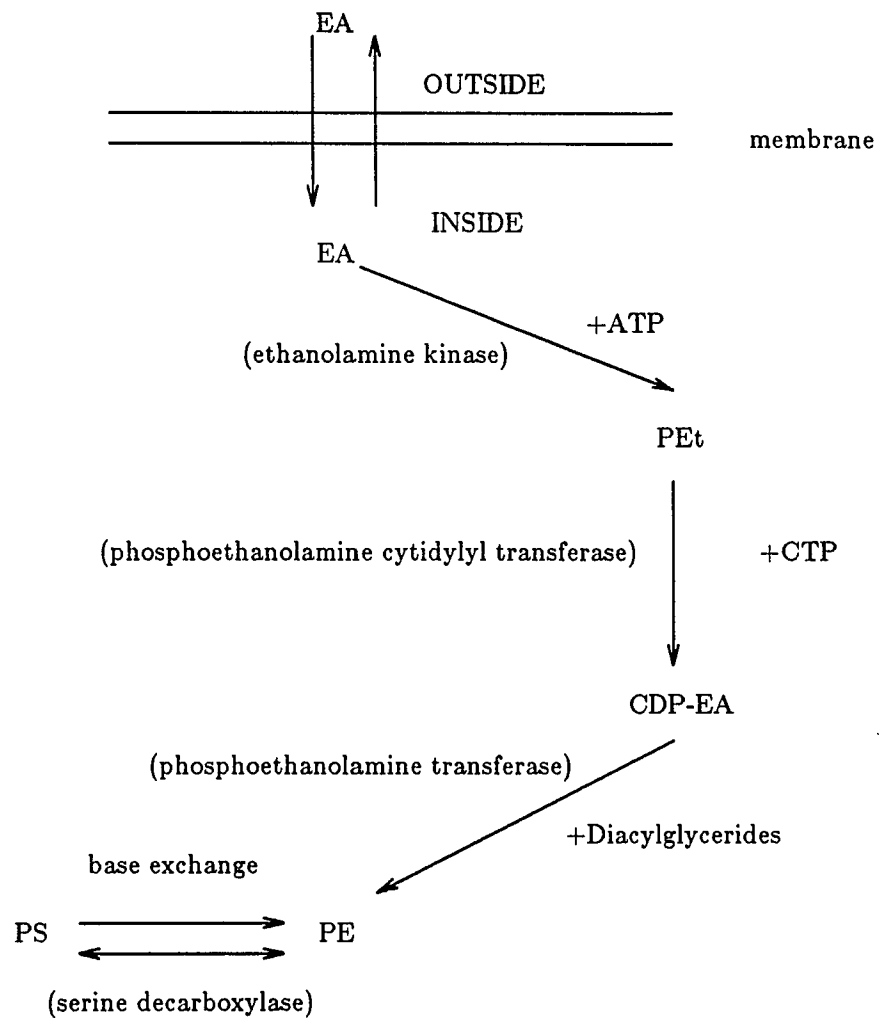 EA
OUTSIDE
membrane
INSIDE
EA
+ATP
(ethanolamine kinase)
PEt
(phosphoethanolamine cytidylyl transferase)
+CTP
CDP-EA
(phosphoethanolamine transferase)
+Diacylglycerides
base exchange
PS
PE
(serine decarboxylase)